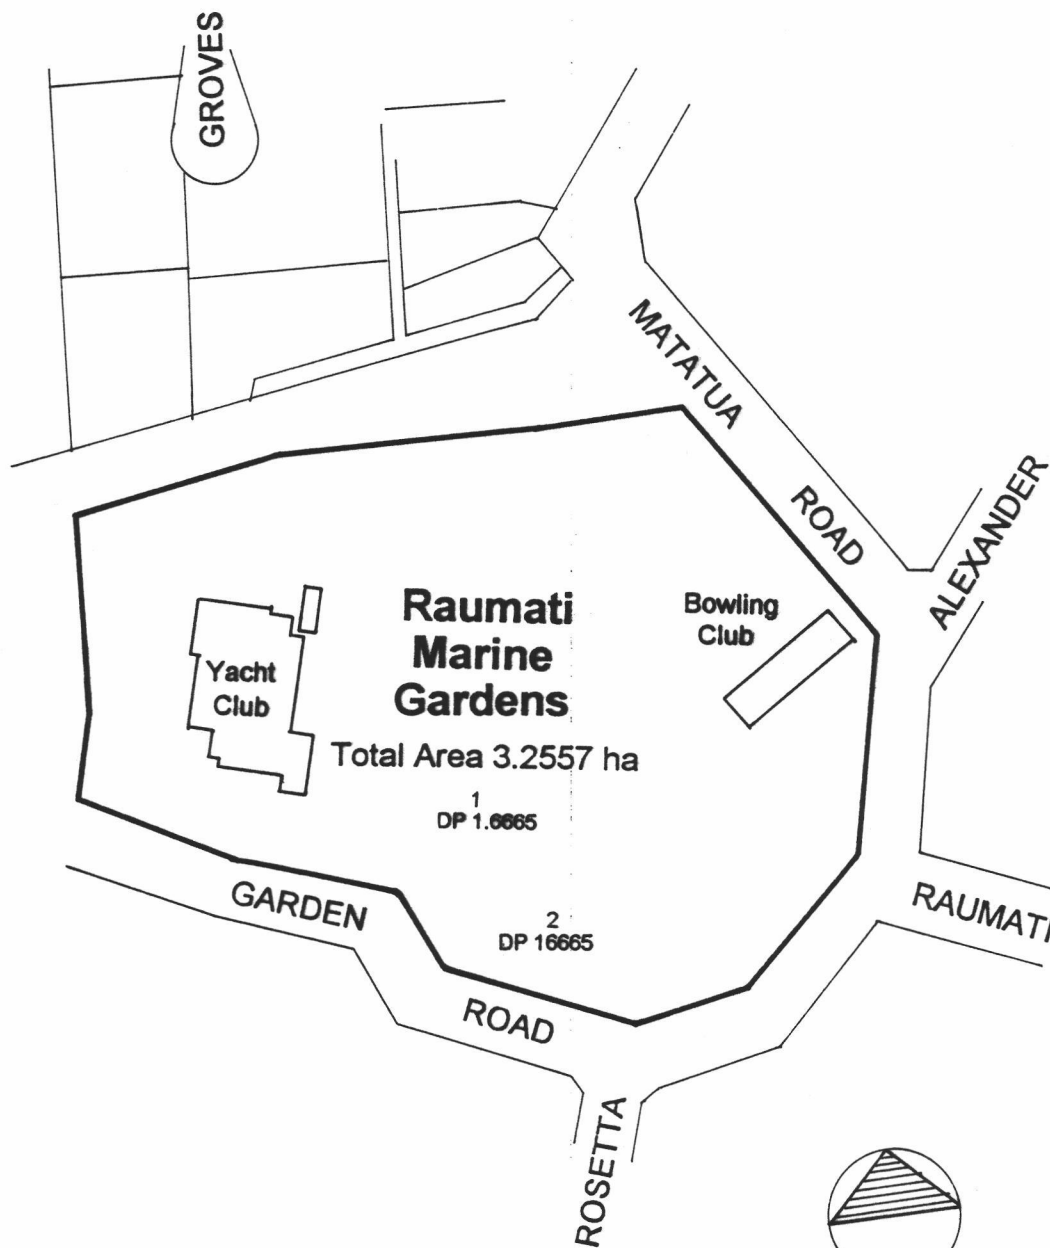 GROVES
MATATUA
ROAD
ALEXANDER
Raumati
Marine
Gardens
Bowling
Club
Yacht
Club
Total Area 3.2557 ha
1
DP 1.6665
GARDEN
2
DP 16665
RAUMATI
ROAD
ROSETTA